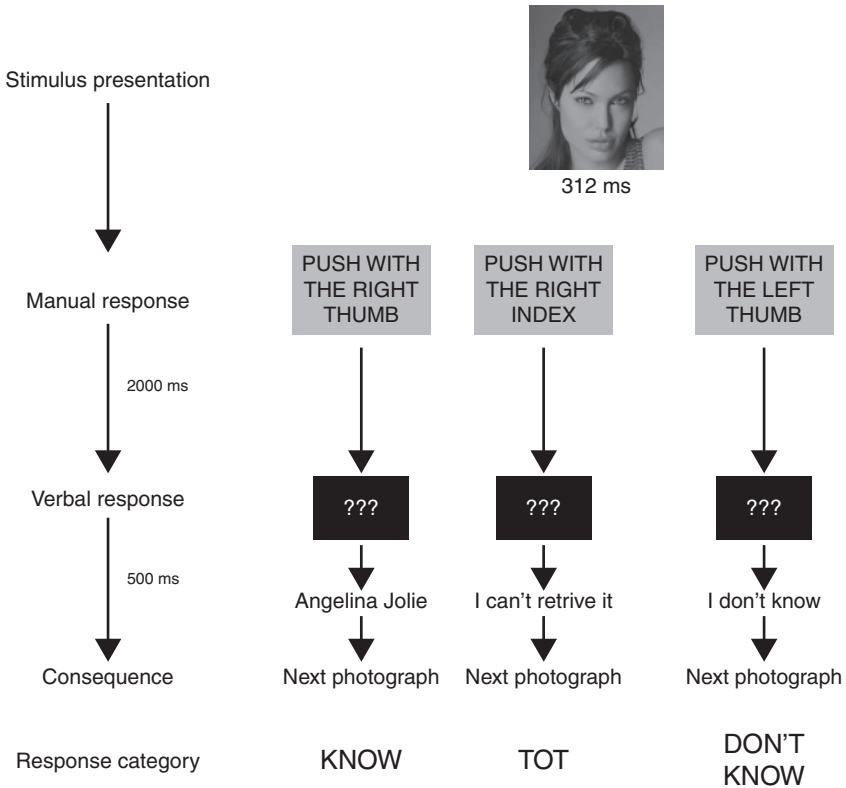 Stimulus presentation
312 ms
PUSH WITH
THE RIGHT
THUMB
PUSH WITH
THE RIGHT
INDEX
PUSH WITH
THE LEFT
THUMB
Manual response
2000 ms
Verbal response
???
???
???
500 ms
Angelina Jolie
I can't retrive it
I don't know
Consequence
Next photograph
Next photograph
Next photograph
Response category
KNOW
TOT
DON'T
KNOW